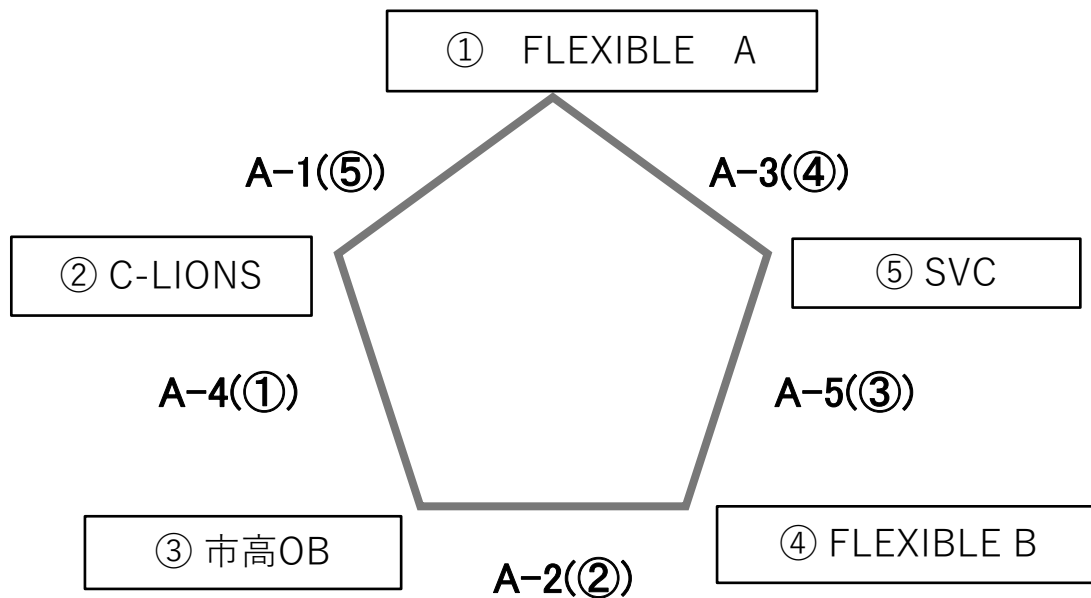 ①　FLEXIBLE　A
A-1(⑤)
A-3(④)
② C-LIONS
⑤ SVC
A-4(①)
A-5(③)
③ 市高OB
④ FLEXIBLE B
A-2(②)